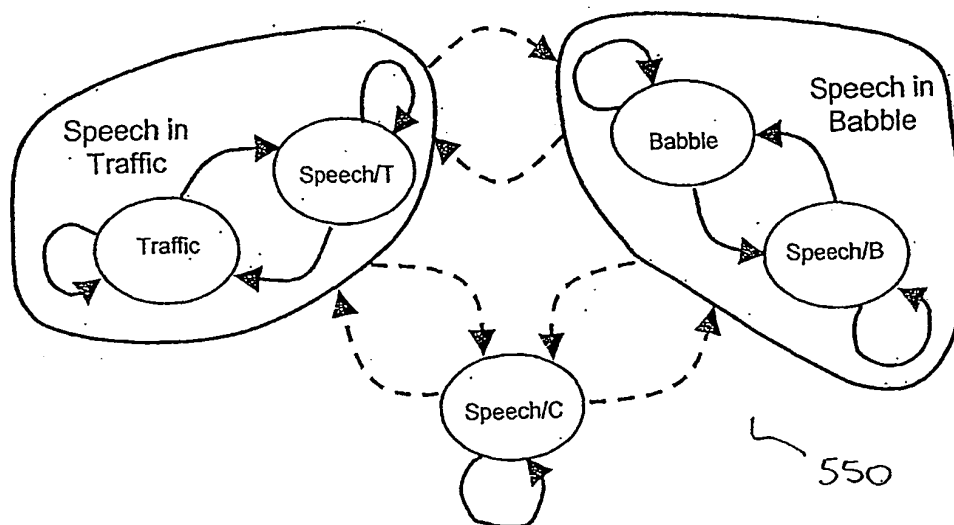 Speech in
Traffic
Speech/T
Traffic
Speech in
Babble
Babble
Speech/B
Speech/C
550